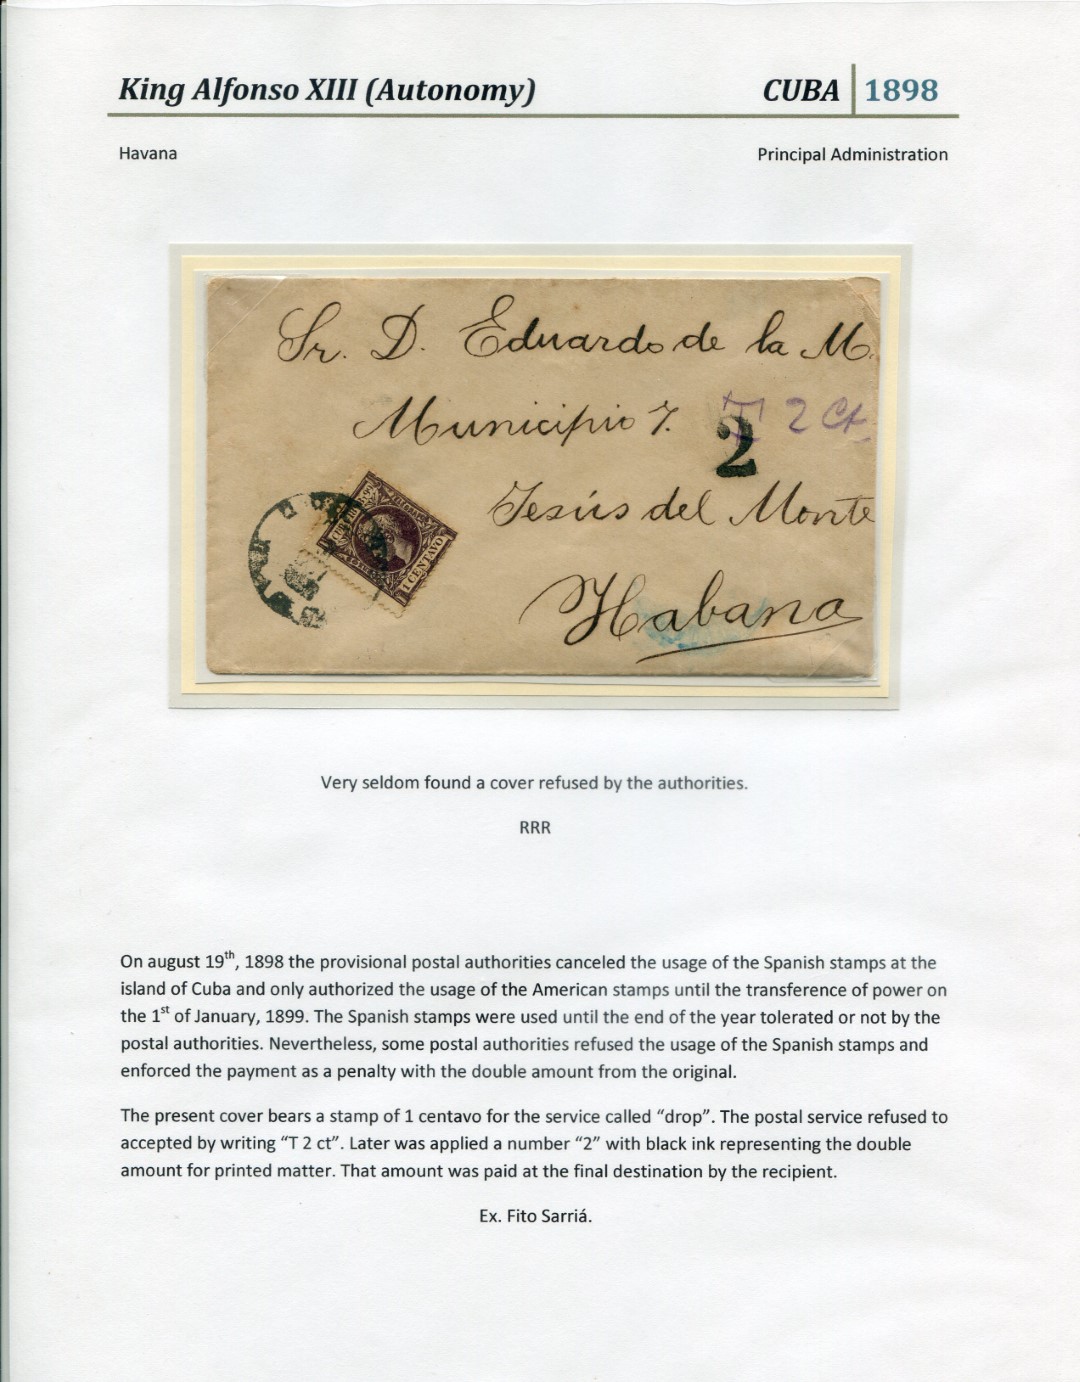 King Alfonso XIII (Autonomy)
CUBA 1898
Havana
Principal Administration
Sr. D. Eduardo de la M.
T 2 Ct
Municipio 7.
2
Jesús del Monte
1 CENTAVO
Habana
Very seldom found a cover refused by the authorities.
RRR
On august 19th, 1898 the provisional postal authorities canceled the usage of the Spanish stamps at the
island of Cuba and only authorized the usage of the American stamps until the transference of power on
the 1st of January, 1899. The Spanish stamps were used until the end of the year tolerated or not by the
postal authorities. Nevertheless, some postal authorities refused the usage of the Spanish stamps and
enforced the payment as a penalty with the double amount from the original.
The present cover bears a stamp of 1 centavo for the service called “drop”. The postal service refused to
accepted by writing “T 2 ct”. Later was applied a number “2” with black ink representing the double
amount for printed matter. That amount was paid at the final destination by the recipient.
Ex. Fito Sarriá.